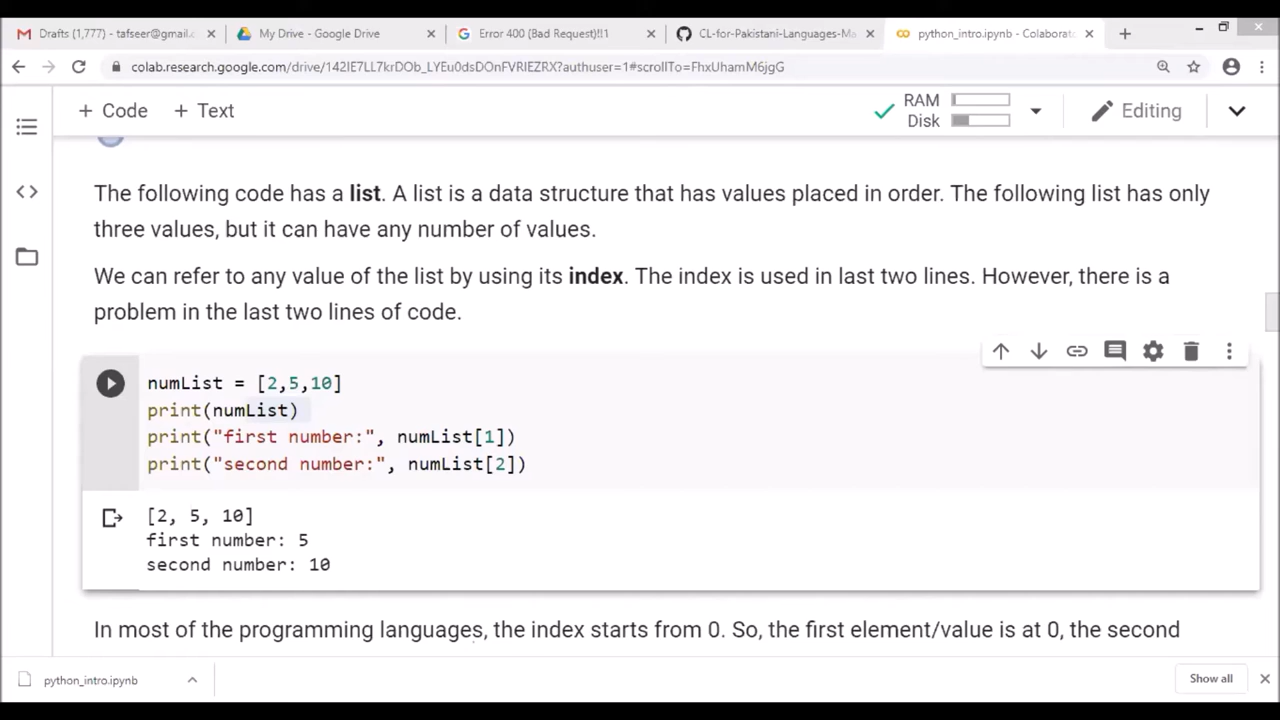 Drafts (1,777) - tafseer@gmail.c
My Drive - Google Drive
Error 400 (Bad Request)!!1
CL-for-Pakistani-Languages-Ma
python_intro.ipynb - Colaborato
colab.research.google.com/drive/142IE7LL7krDOb_LYEu0dsDOnFVRIEZRX?authuser=1#scrollTo=FhxUhamM6jgG
+ Code + Text
RAM
Disk
Editing
The following code has a list. A list is a data structure that has values placed in order. The following list has only
three values, but it can have any number of values.
We can refer to any value of the list by using its index. The index is used in last two lines. However, there is a
problem in the last two lines of code.
numList = [2,5,10]
print(numList)
print("first number:", numList[1])
print("second number:", numList[2])
[2, 5, 10]
first number: 5
second number: 10
In most of the programming languages, the index starts from 0. So, the first element/value is at 0, the second
python_intro.ipynb
Show all